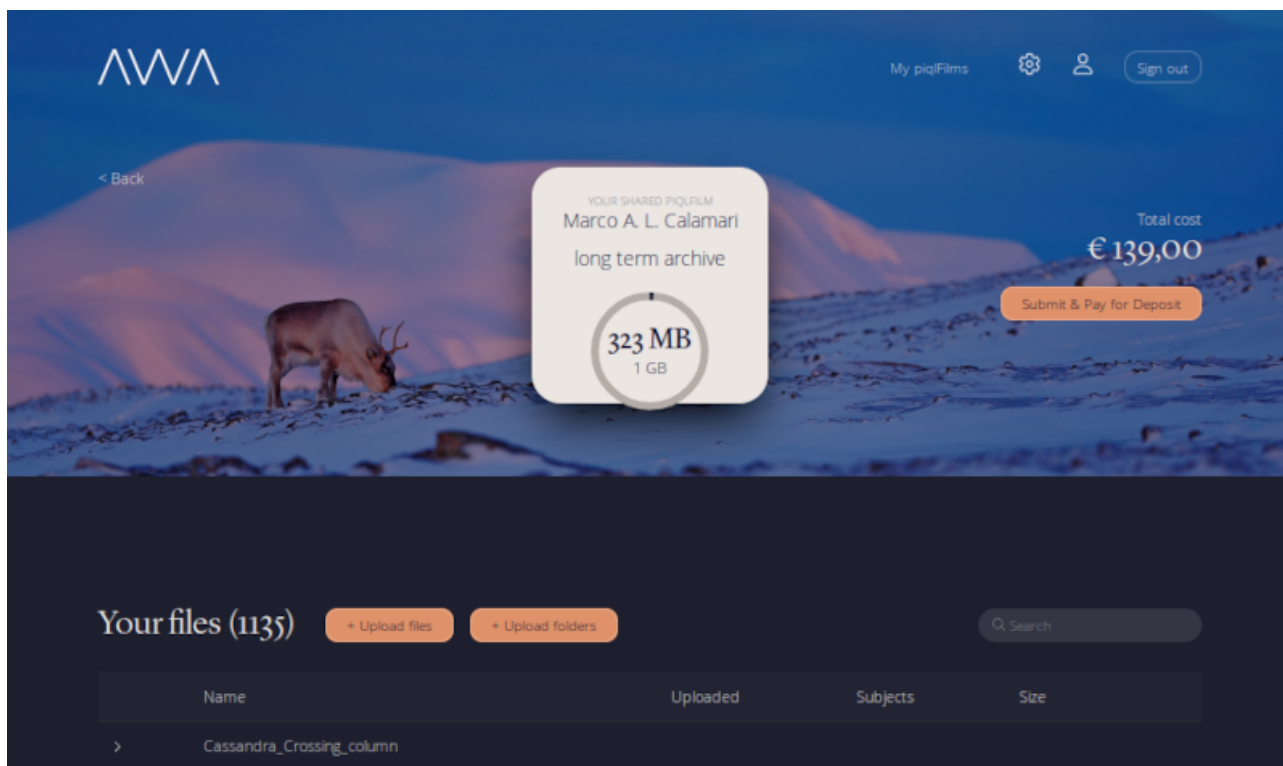 AWA
My piqlFilms
Sign out
< Back
YOUR SHARED PIQLFILM
Marco A. L. Calamari
long term archive
323 MB
1 GB
Total cost
€ 139,00
Submit & Pay for Deposit
Your files (1135)
+ Upload files
+ Upload folders
Search
Name Uploaded Subjects Size
> Cassandra_Crossing_column